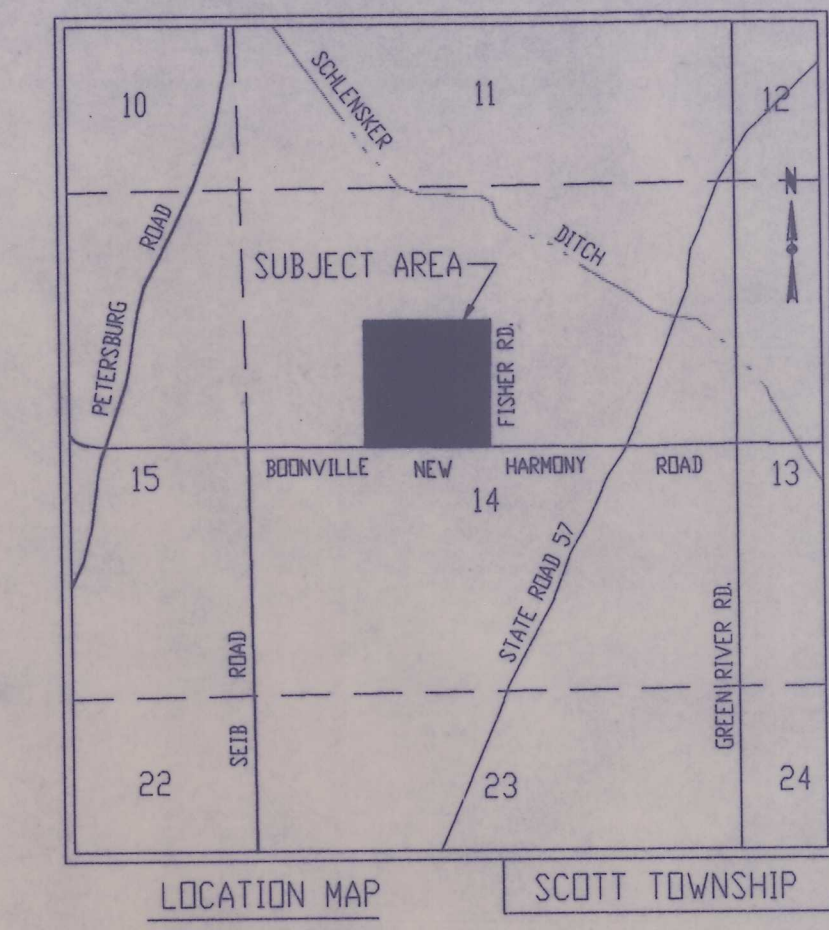 10
11
12
SCHLENSKER
N
ROAD
DITCH
SUBJECT AREA
PETERSBURG
FISHER RD.
BOONVILLE NEW HARMONY ROAD
15
14
13
STATE ROAD 57
SEIB ROAD
GREEN RIVER RD.
22
23
24
LOCATION MAP
SCOTT TOWNSHIP